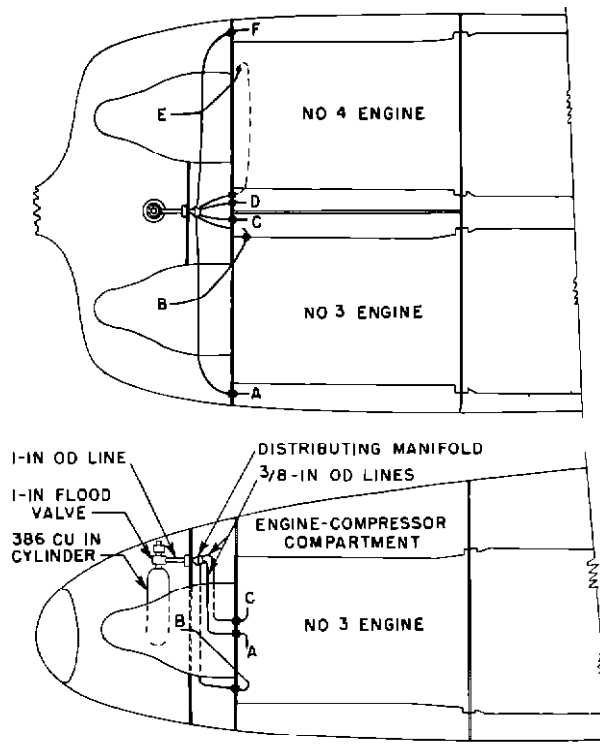 F
E
NO 4 ENGINE
D
C
B
NO 3 ENGINE
A
1-IN OD LINE
DISTRIBUTING MANIFOLD
3/8-IN OD LINES
1-IN FLOOD
VALVE
386 CU IN
CYLINDER
ENGINE-COMPRESSOR
COMPARTMENT
C
B
NO 3 ENGINE
A